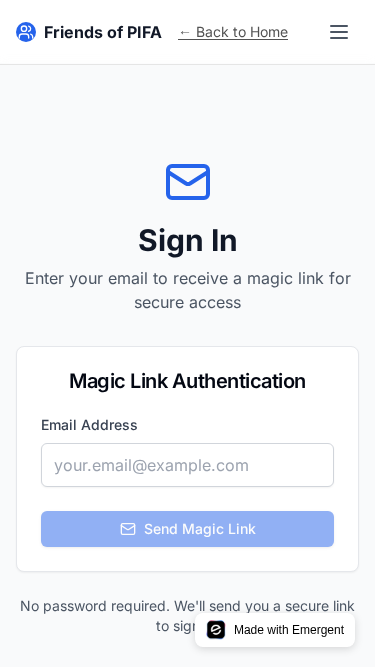 Friends of PIFA ← Back to Home
Sign In
Enter your email to receive a magic link for
secure access
Magic Link Authentication
Email Address
your.email@example.com
Send Magic Link
No password required. We'll send you a secure link
to
Made with Emergent